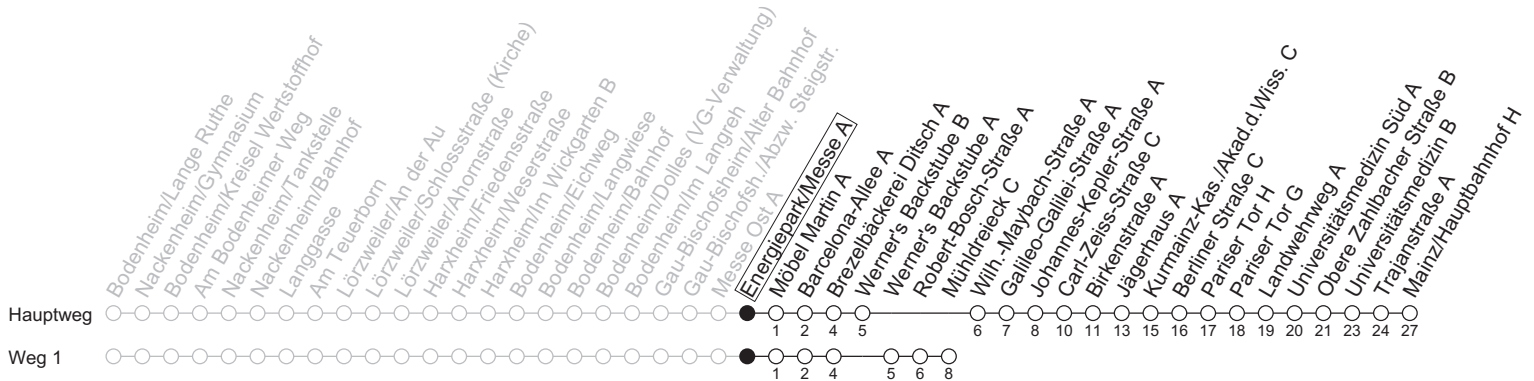 Bodenheim/Lange Ruthe
Nackenheim/Gymnasium
Bodenheim/Kreisel Wertstoffhof
Am Bodenheimer Weg
Nackenheim/Tankstelle
Nackenheim/Bahnhof
Langgasse
Am Teuerborn
Lörzweiler/An der Au
Lörzweiler/Schlossstraße (Kirche)
Lörzweiler/Ahornstraße
Harxheim/Friedensstraße
Harxheim/Weserstraße
Harxheim/Im Wickgarten B
Bodenheim/Eichweg
Bodenheim/Langwiese
Bodenheim/Bahnhof
Bodenheim/Dolles (VG-Verwaltung)
Bodenheim/Im Langreh
Gau-Bischofsheim/Alter Bahnhof
Gau-Bischofsh./Abzw. Steigstr.
Messe Ost A
Energiepark/Messe A
Möbel Martin A
Barcelona-Allee A
Brezelbäckerei Ditsch A
Werner's Backstube B
Werner's Backstube A
Robert-Bosch-Straße A
Mühldreieck C
Wilh.-Maybach-Straße A
Galileo-Galilei-Straße A
Johannes-Kepler-Straße A
Carl-Zeiss-Straße C
Birkenstraße A
Jägerhaus A
Kurmainz-Kas./Akad.d.Wiss. C
Berliner Straße C
Pariser Tor H
Pariser Tor G
Landwehrweg A
Universitätsmedizin Süd A
Obere Zahlbacher Straße B
Universitätsmedizin B
Trajanstraße A
Mainz/Hauptbahnhof H
Hauptweg
1 2 4 5 6 7 8 10 11 13 15 16 17 18 19 20 21 23 24 27
Weg 1
1 2 4 5 6 8